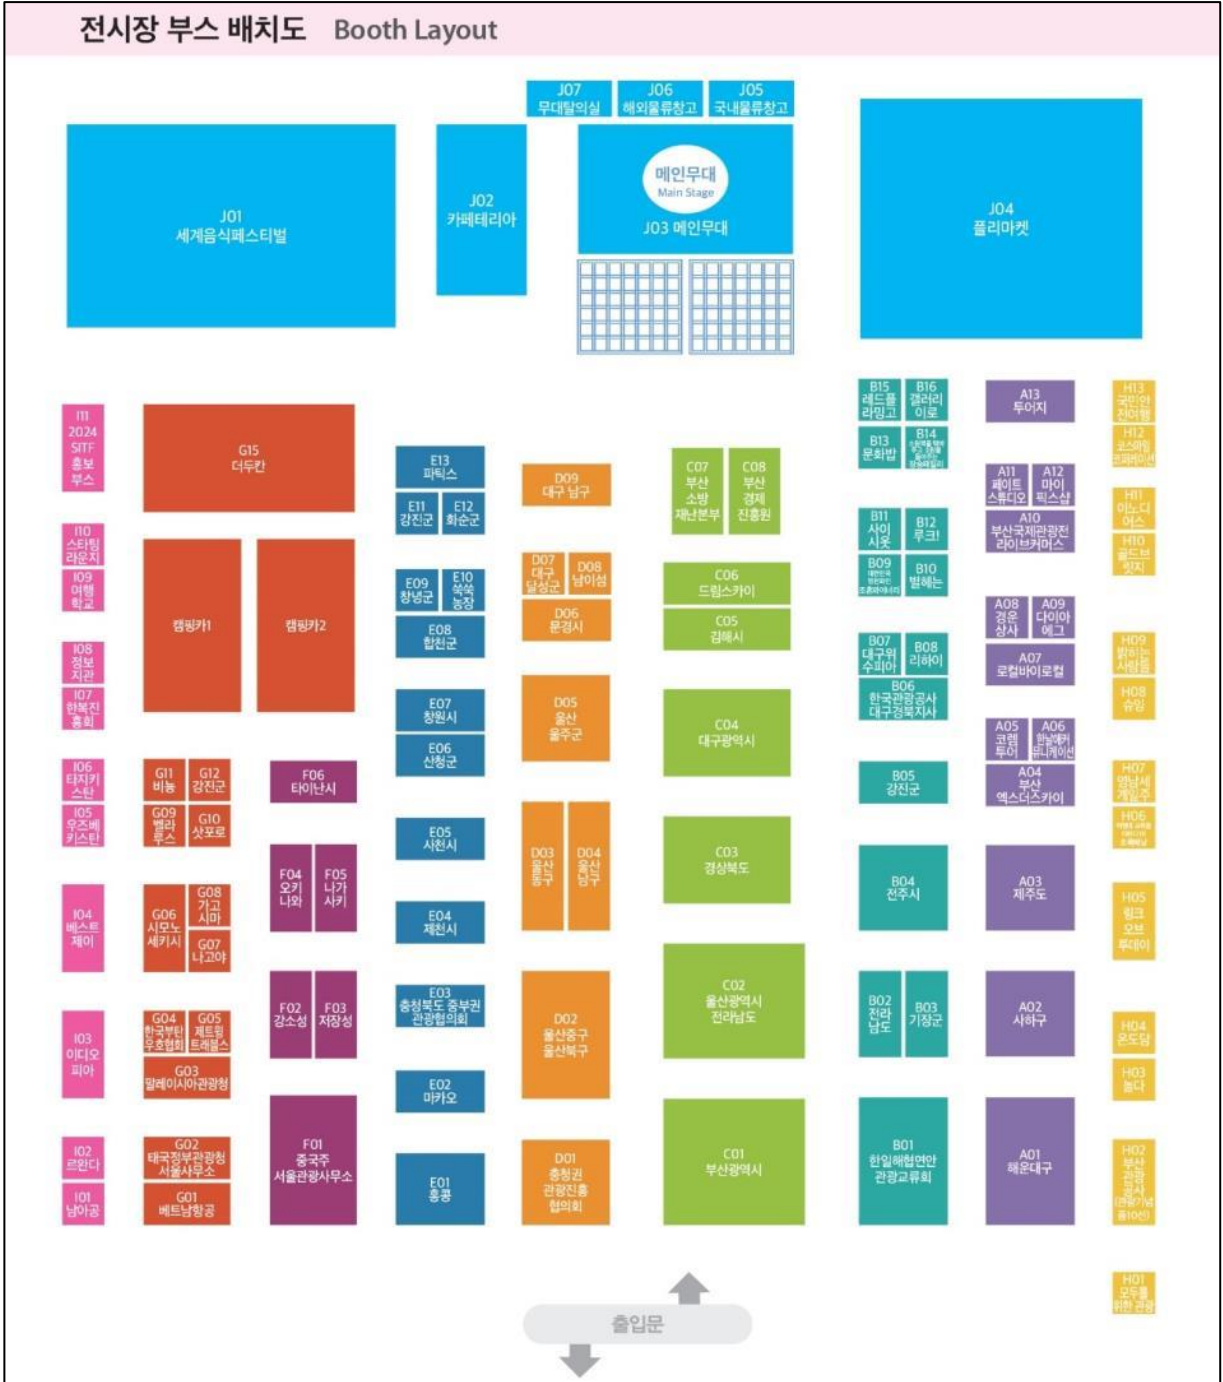 전시장 부스 배치도 Booth Layout
J07
무대탈의실
J06
해외물류창고
J05
국내물류창고
J01
세계음식페스티벌
J02
카페테리아
메인무대
Main Stage
J03 메인무대
J04
플리마켓
I11
2024
SITF
홍보
부스
I10
스타팅
라운지
I09
여행
학교
I08
정보
지관
I07
한복진
흥회
I06
타지키
스탄
I05
우즈베
키스탄
I04
베스트
제이
I03
이디오
피아
I02
르완다
I01
남아공
G15
더두칸
캠핑카1
캠핑카2
G11
비눔
G12
강진군
G09
벨라
루스
G10
삿포로
G06
시모노
세키시
G08
가고
시마
G07
나고야
G04
한국부탄
우호협회
G05
제트윙
트래블스
G03
말레이시아관광청
G02
태국정부관광청
서울사무소
G01
베트남항공
F06
타이난시
F04
오키
나와
F05
나가
사키
F02
강소성
F03
저장성
F01
중국주
서울관광사무소
E13
파틱스
E11
강진군
E12
화순군
E09
창녕군
E10
쑥쑥
농장
E08
합천군
E07
창원시
E06
산청군
E05
사천시
E04
제천시
E03
충청북도 중부권
관광협의회
E02
마카오
E01
홍콩
D09
대구 남구
D07
대구
달성군
D08
남이섬
D06
문경시
D05
울산
울주군
D03
울산
동구
D04
울산
남구
D02
울산중구
울산북구
D01
충청권
관광진흥
협의회
C07
부산
소방
재난본부
C08
부산
경제
진흥원
C06
드림스카이
C05
김해시
C04
대구광역시
C03
경상북도
C02
울산광역시
전라남도
C01
부산광역시
B15
레드플
라밍고
B16
갤러리
이로
B13
문화밥
B14
B11
사이
시옷
B12
루크!
B09
B10
별헤는
B07
대구위
수피아
B08
리하이
B06
한국관광공사
대구경북지사
B05
강진군
B04
전주시
B02
전라
남도
B03
기장군
B01
한일해협연안
관광교류회
A13
투어지
A11
페이트
스튜디오
A12
마이
픽스샵
A10
부산국제관광전
라이브커머스
A08
경운
상사
A09
다이아
에그
A07
로컬바이로컬
A05
코렘
투어
A06
한날애커
뮤니케이션
A04
부산
엑스더스카이
A03
제주도
A02
사하구
A01
해운대구
H13
국민안
전여행
H12
H11
이노디
어스
H10
골드브
릿지
H09
밝히는
사람들
H08
슈잉
H07
영남세
계일주
H06
H05
링크
오브
투데이
H04
온도담
H03
놀다
H02
부산
관광
공사
(관광기념
품10선)
H01
모두를
위한 관광
출입문